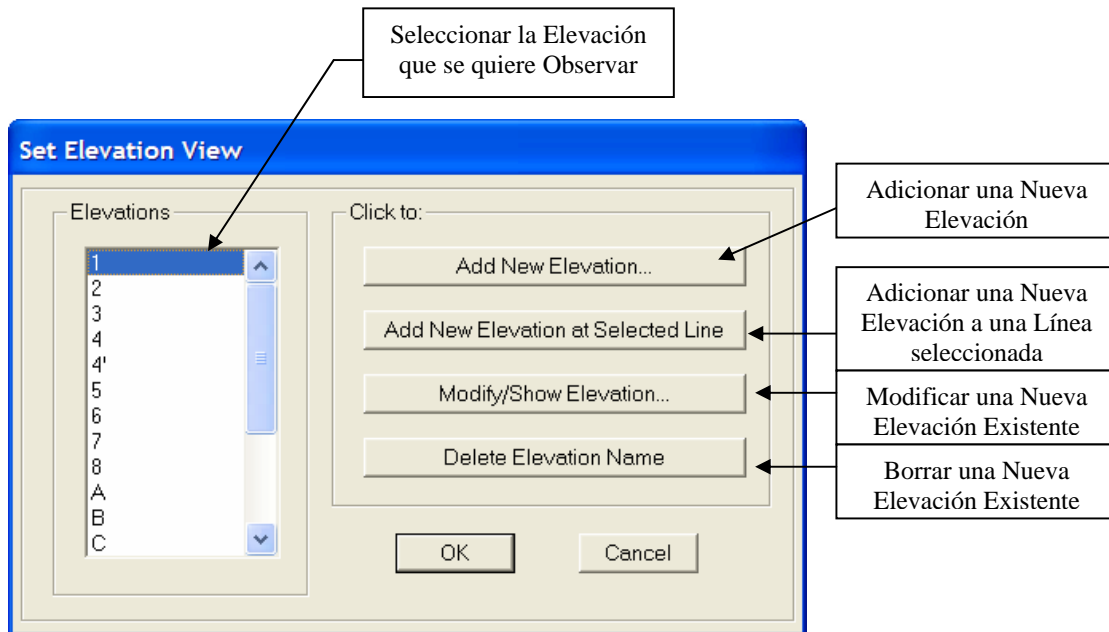 Seleccionar la Elevación
que se quiere Observar
Set Elevation View
Elevations
1
2
3
4
4'
5
6
7
8
A
B
C
Click to:
Add New Elevation...
Add New Elevation at Selected Line
Modify/Show Elevation...
Delete Elevation Name
OK
Cancel
Adicionar una Nueva
Elevación
Adicionar una Nueva
Elevación a una Línea
seleccionada
Modificar una Nueva
Elevación Existente
Borrar una Nueva
Elevación Existente